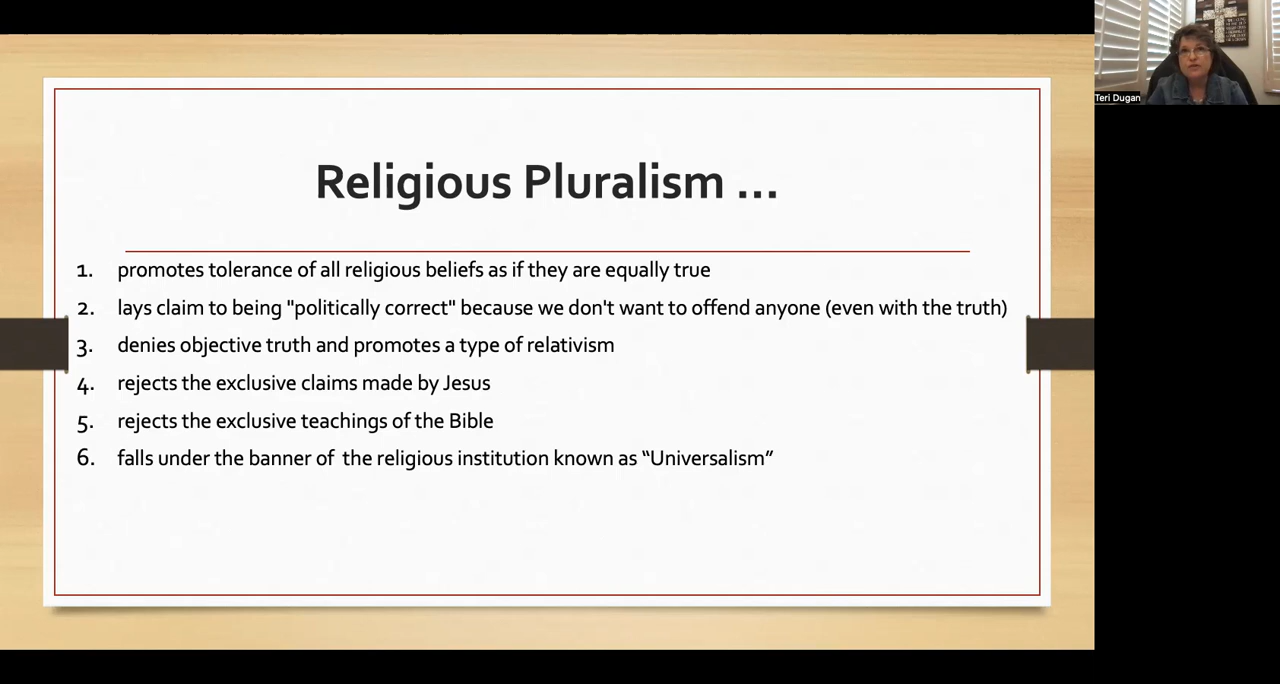 Religious Pluralism ...
1. promotes tolerance of all religious beliefs as if they are equally true
2. lays claim to being "politically correct" because we don't want to offend anyone (even with the truth)
3. denies objective truth and promotes a type of relativism
4. rejects the exclusive claims made by Jesus
5. rejects the exclusive teachings of the Bible
6. falls under the banner of the religious institution known as “Universalism”
Teri Dugan